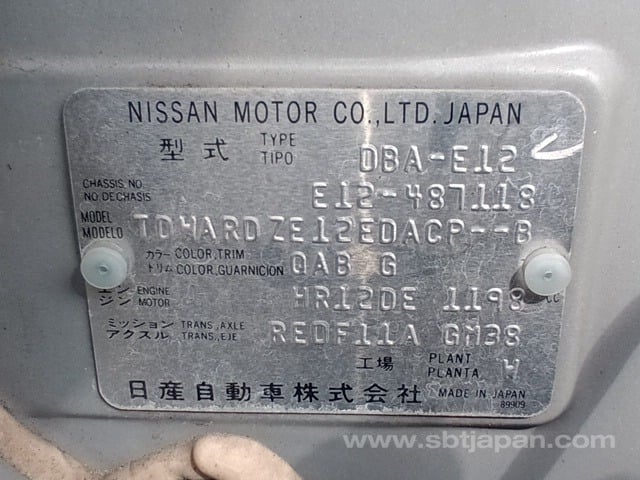 NISSAN MOTOR CO.,LTD. JAPAN
型式 TYPE TIPO DBA-E12
CHASSIS NO. NO. DECHASIS E12-487118
MODEL MODELO TDWARDZE12EDACP--B
カラー COLOR,TRIM トリム COLOR,GUARNICION QAB G
エンジン ENGINE MOTOR HR12DE 1198 cc
ミッション TRANS,AXLE アクスル TRANS,EJE REDF11A GM38
工場 PLANT PLANTA W
日産自動車株式会社 MADE IN JAPAN
89909
www.sbtjapan.com